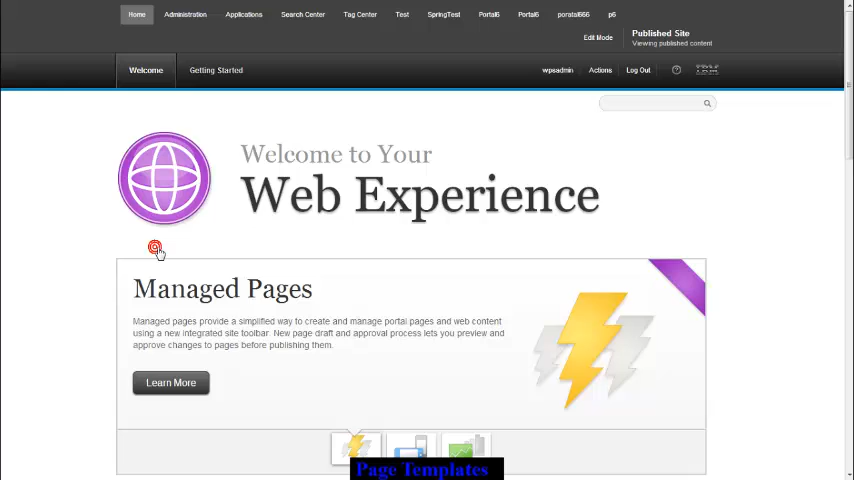 Home Administration Applications Search Center Tag Center Test SpringTest Portal6 Portal6 poratal666 p6
Edit Mode
Published Site
Viewing published content
Welcome Getting Started wpsadmin Actions Log Out ? IBM
Welcome to Your
Web Experience
Managed Pages
Managed pages provide a simplified way to create and manage portal pages and web content
using a new integrated site toolbar. New page draft and approval process lets you preview and
approve changes to pages before publishing them.
Learn More
Page Templates